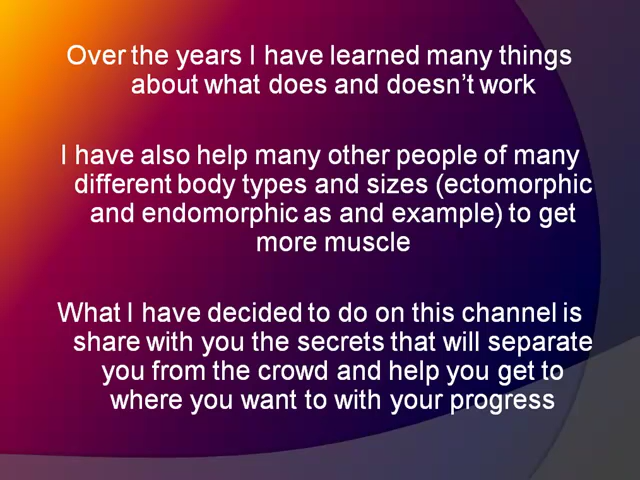 Over the years I have learned many things
about what does and doesn’t work
I have also help many other people of many
different body types and sizes (ectomorphic
and endomorphic as and example) to get
more muscle
What I have decided to do on this channel is
share with you the secrets that will separate
you from the crowd and help you get to
where you want to with your progress